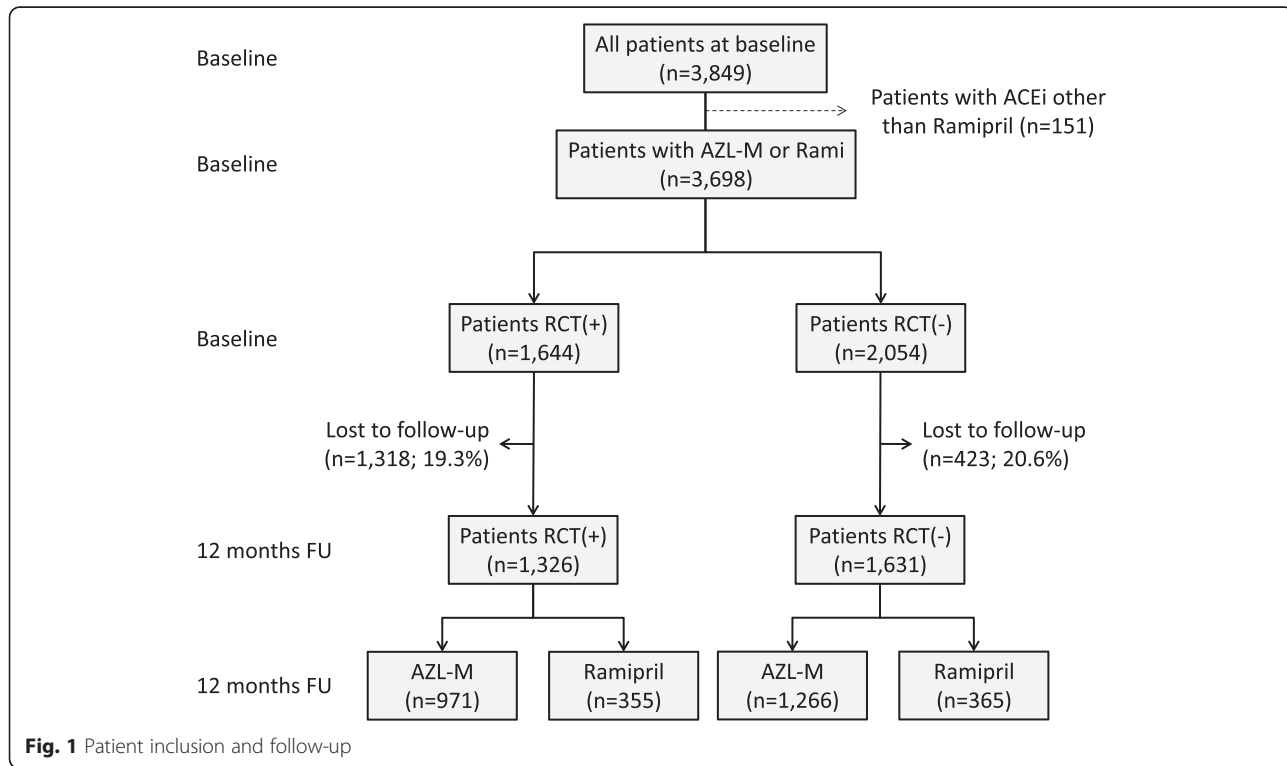 Baseline
All patients at baseline
(n=3,849)
Patients with ACEi other
than Ramipril (n=151)
Baseline
Patients with AZL-M or Rami
(n=3,698)
Baseline
Patients RCT(+)
(n=1,644)
Patients RCT(-)
(n=2,054)
Lost to follow-up
(n=1,318; 19.3%)
Lost to follow-up
(n=423; 20.6%)
12 months FU
Patients RCT(+)
(n=1,326)
Patients RCT(-)
(n=1,631)
12 months FU
AZL-M
(n=971)
Ramipril
(n=355)
AZL-M
(n=1,266)
Ramipril
(n=365)
Fig. 1 Patient inclusion and follow-up